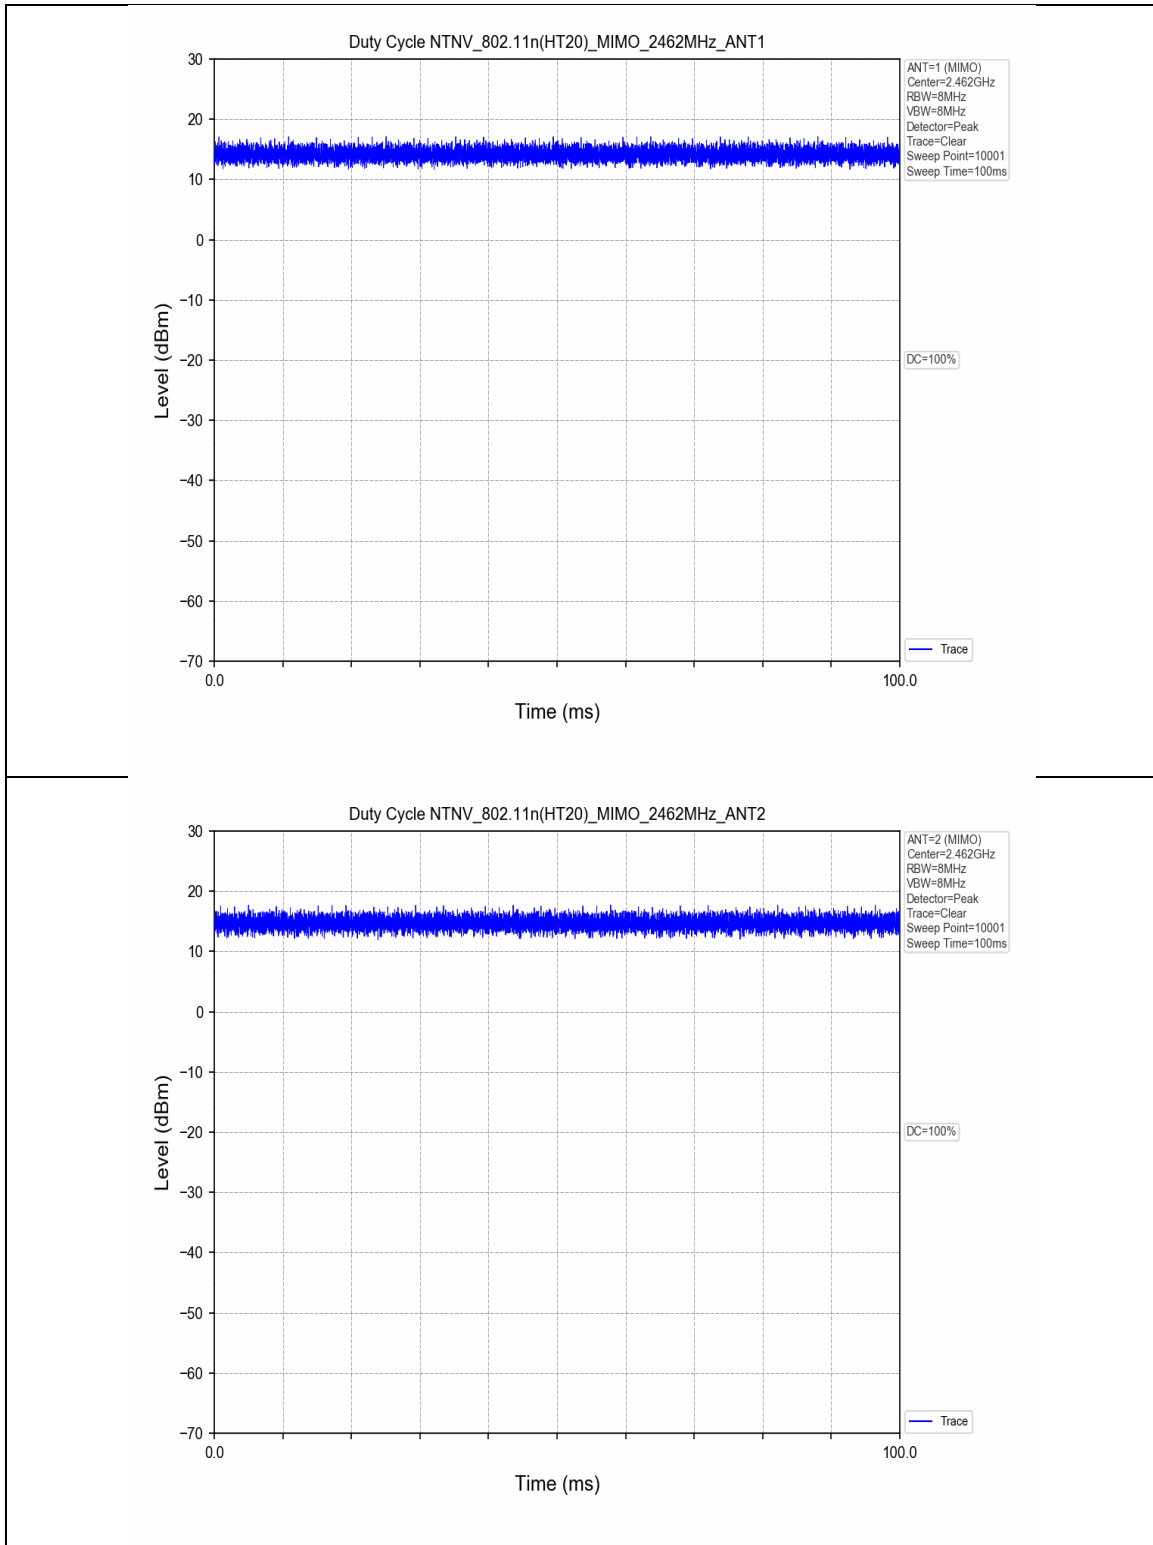 Duty Cycle NTNV_802.11n(HT20)_MIMO_2462MHz_ANT1
30
20
10
0
−10
−20
−30
−40
−50
−60
−70
Level (dBm)
0.0
100.0
Time (ms)
ANT=1 (MIMO)
Center=2.462GHz
RBW=8MHz
VBW=8MHz
Detector=Peak
Trace=Clear
Sweep Point=10001
Sweep Time=100ms
DC=100%
Trace
Duty Cycle NTNV_802.11n(HT20)_MIMO_2462MHz_ANT2
30
20
10
0
−10
−20
−30
−40
−50
−60
−70
Level (dBm)
0.0
100.0
Time (ms)
ANT=2 (MIMO)
Center=2.462GHz
RBW=8MHz
VBW=8MHz
Detector=Peak
Trace=Clear
Sweep Point=10001
Sweep Time=100ms
DC=100%
Trace